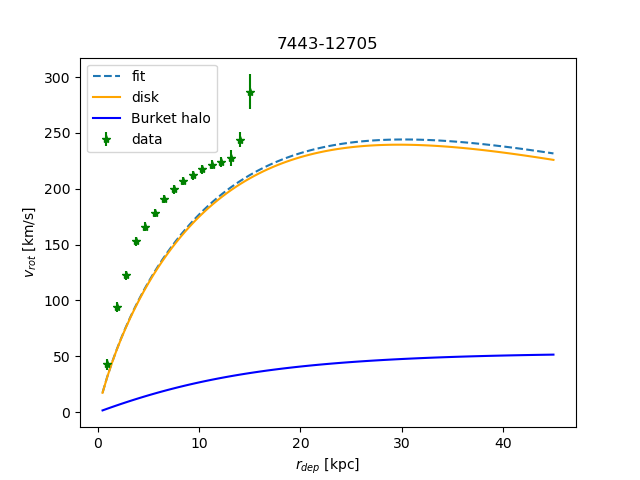 7443-12705
fit
disk
Burket halo
data
300
250
200
150
100
50
0
v_rot [km/s]
0 10 20 30 40
r_dep [kpc]